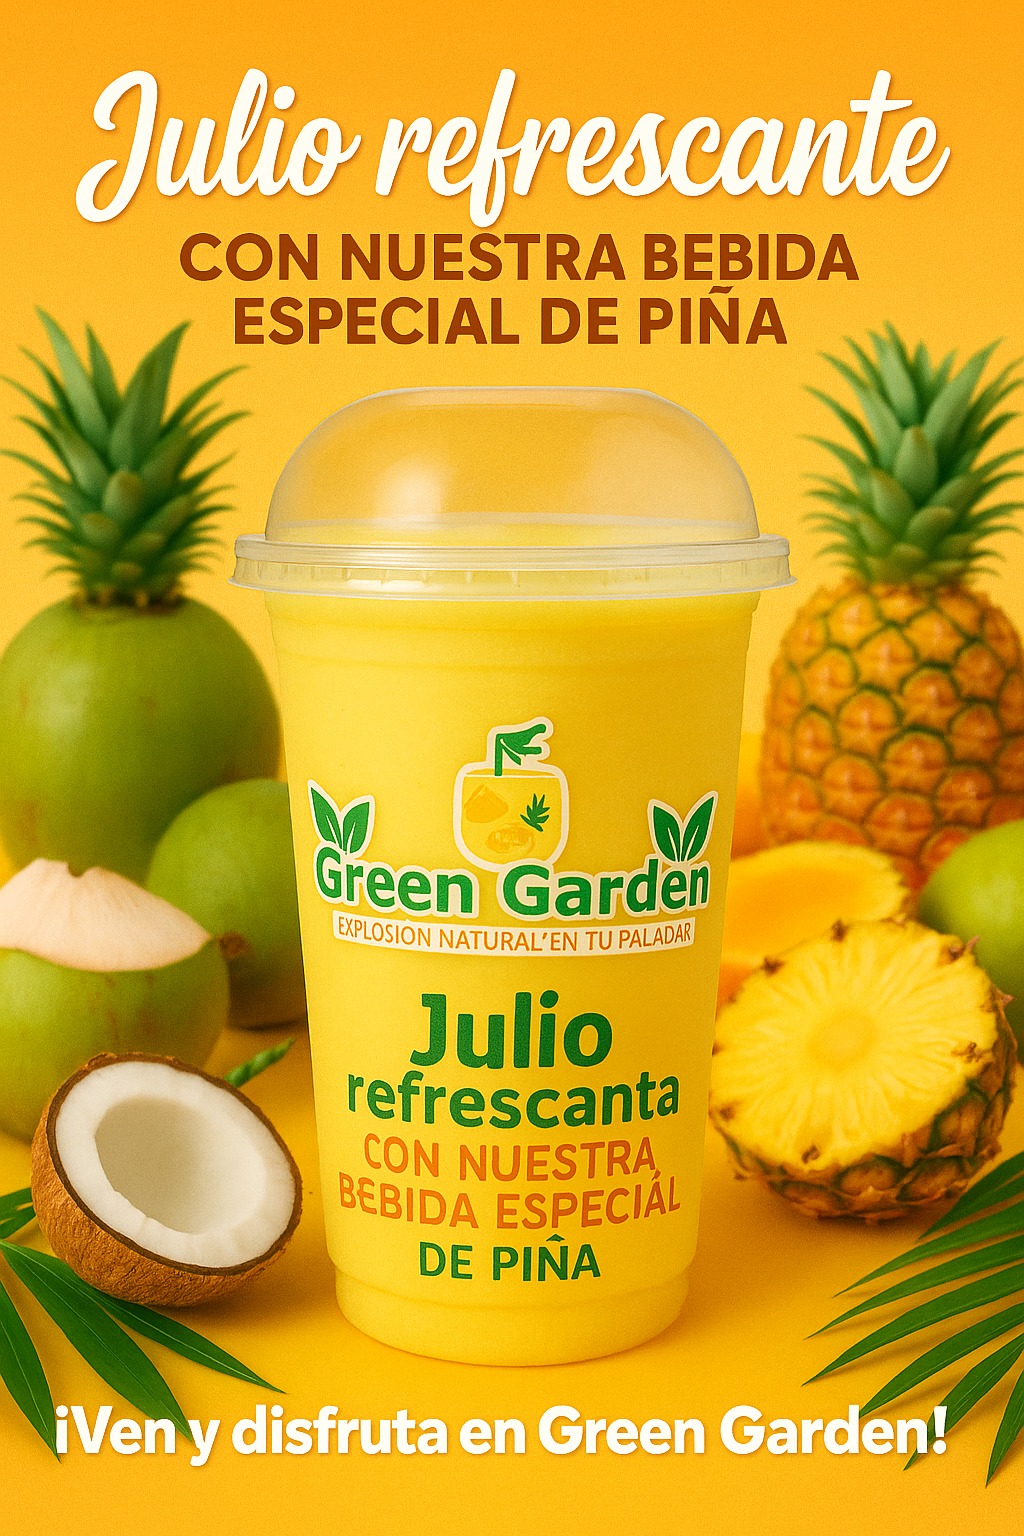 Julio refrescante
CON NUESTRA BEBIDA
ESPECIAL DE PIÑA
Green Garden
EXPLOSION NATURAL'EN TU PALADAR
Julio
refrescanta
CON NUESTRA
BEBIDA ESPECIÁL
DE PIÑA
¡Ven y disfruta en Green Garden!